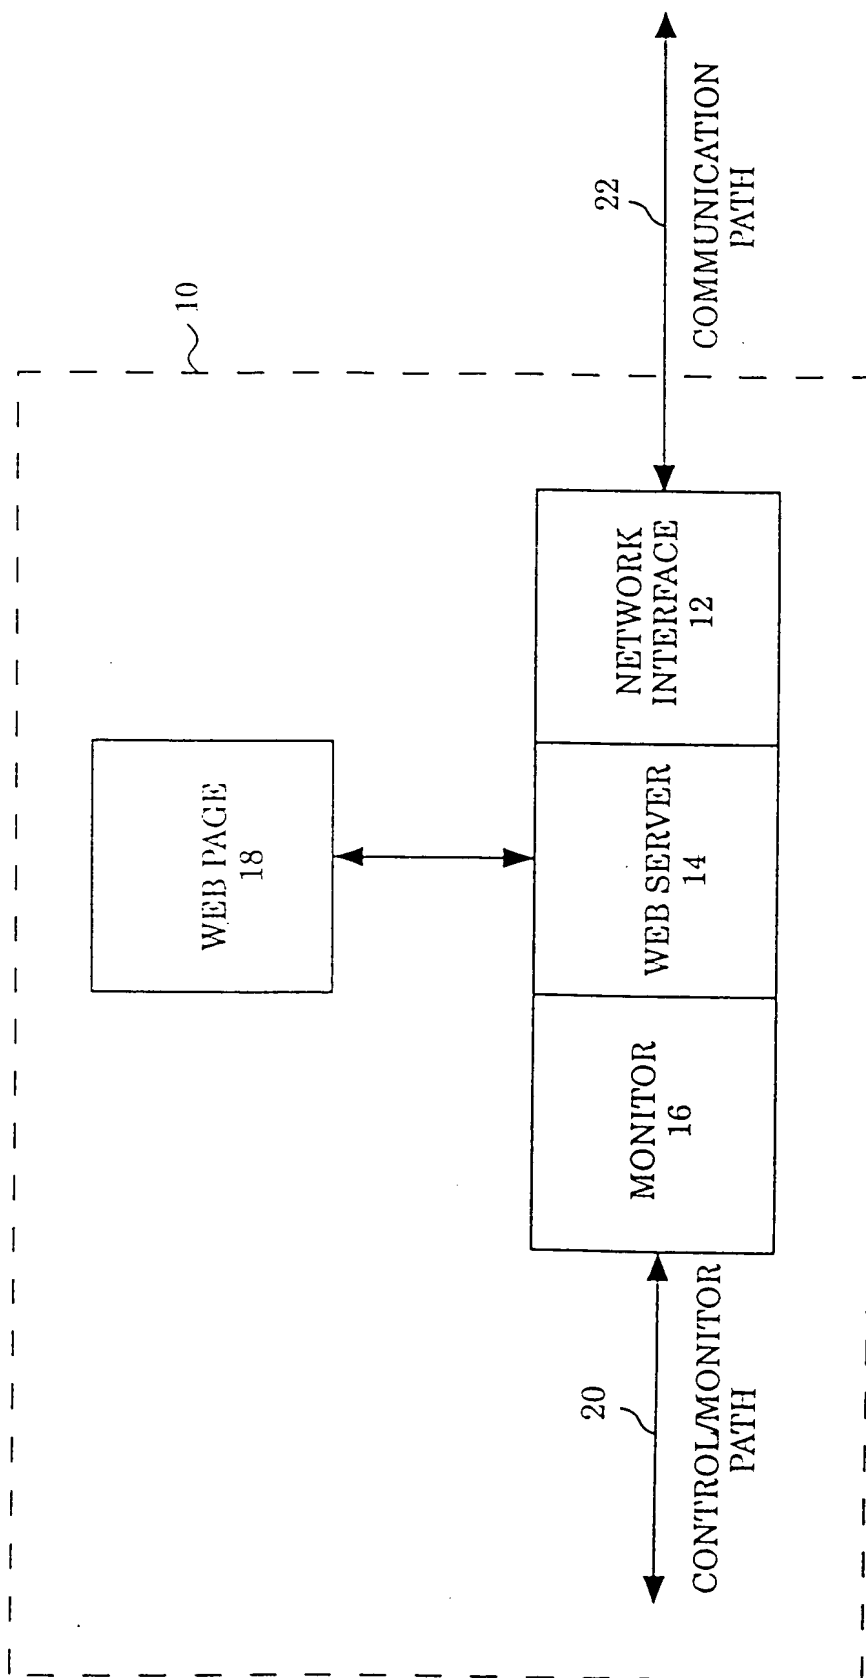 10
WEB PAGE
18
20
CONTROL/MONITOR
PATH
MONITOR
16
WEB SERVER
14
NETWORK
INTERFACE
12
22
COMMUNICATION
PATH